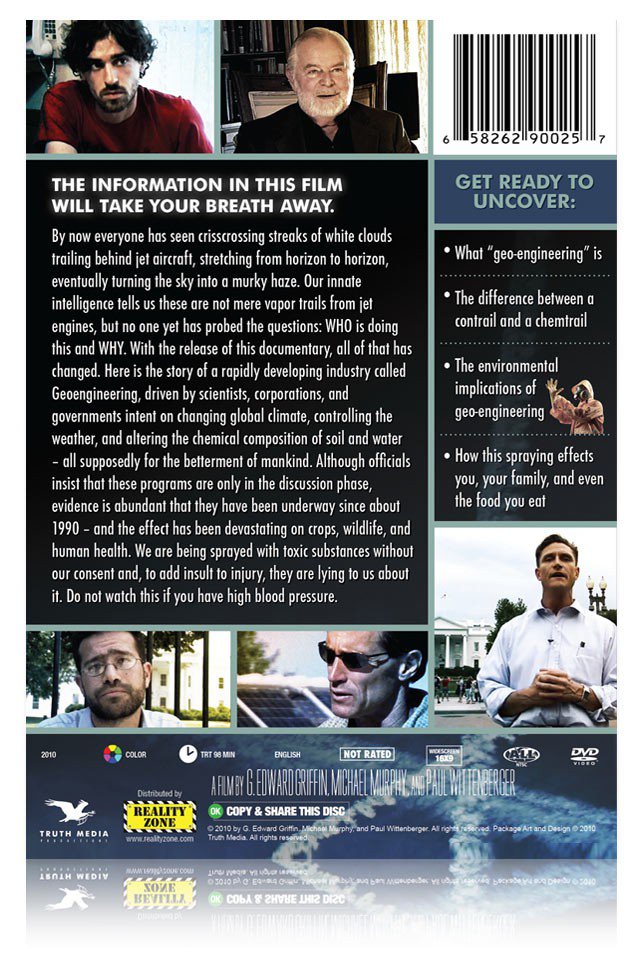 6 58262 90025 7
THE INFORMATION IN THIS FILM
WILL TAKE YOUR BREATH AWAY.
By now everyone has seen crisscrossing streaks of white clouds
trailing behind jet aircraft, stretching from horizon to horizon,
eventually turning the sky into a murky haze. Our innate
intelligence tells us these are not mere vapor trails from jet
engines, but no one yet has probed the questions: WHO is doing
this and WHY. With the release of this documentary, all of that has
changed. Here is the story of a rapidly developing industry called
Geoengineering, driven by scientists, corporations, and
governments intent on changing global climate, controlling the
weather, and altering the chemical composition of soil and water
– all supposedly for the betterment of mankind. Although officials
insist that these programs are only in the discussion phase,
evidence is abundant that they have been underway since about
1990 – and the effect has been devastating on crops, wildlife, and
human health. We are being sprayed with toxic substances without
our consent and, to add insult to injury, they are lying to us about
it. Do not watch this if you have high blood pressure.
GET READY TO
UNCOVER:
• What “geo-engineering” is
• The difference between a
contrail and a chemtrail
• The environmental
implications of
geo-engineering
• How this spraying effects
you, your family, and even
the food you eat
2010 COLOR TRT 98 MIN ENGLISH NOT RATED WIDESCREEN 16X9 ALL NTSC DVD VIDEO
A FILM BY G. EDWARD GRIFFIN, MICHAEL MURPHY, AND PAUL WITTENBERGER
TRUTH MEDIA
PRODUCTIONS
Distributed by
REALITY
ZONE
www.realityzone.com
OK COPY & SHARE THIS DISC
© 2010 by G. Edward Griffin, Michael Murphy, and Paul Wittenberger. All rights reserved. Package Art and Design © 2010
Truth Media. All rights reserved.